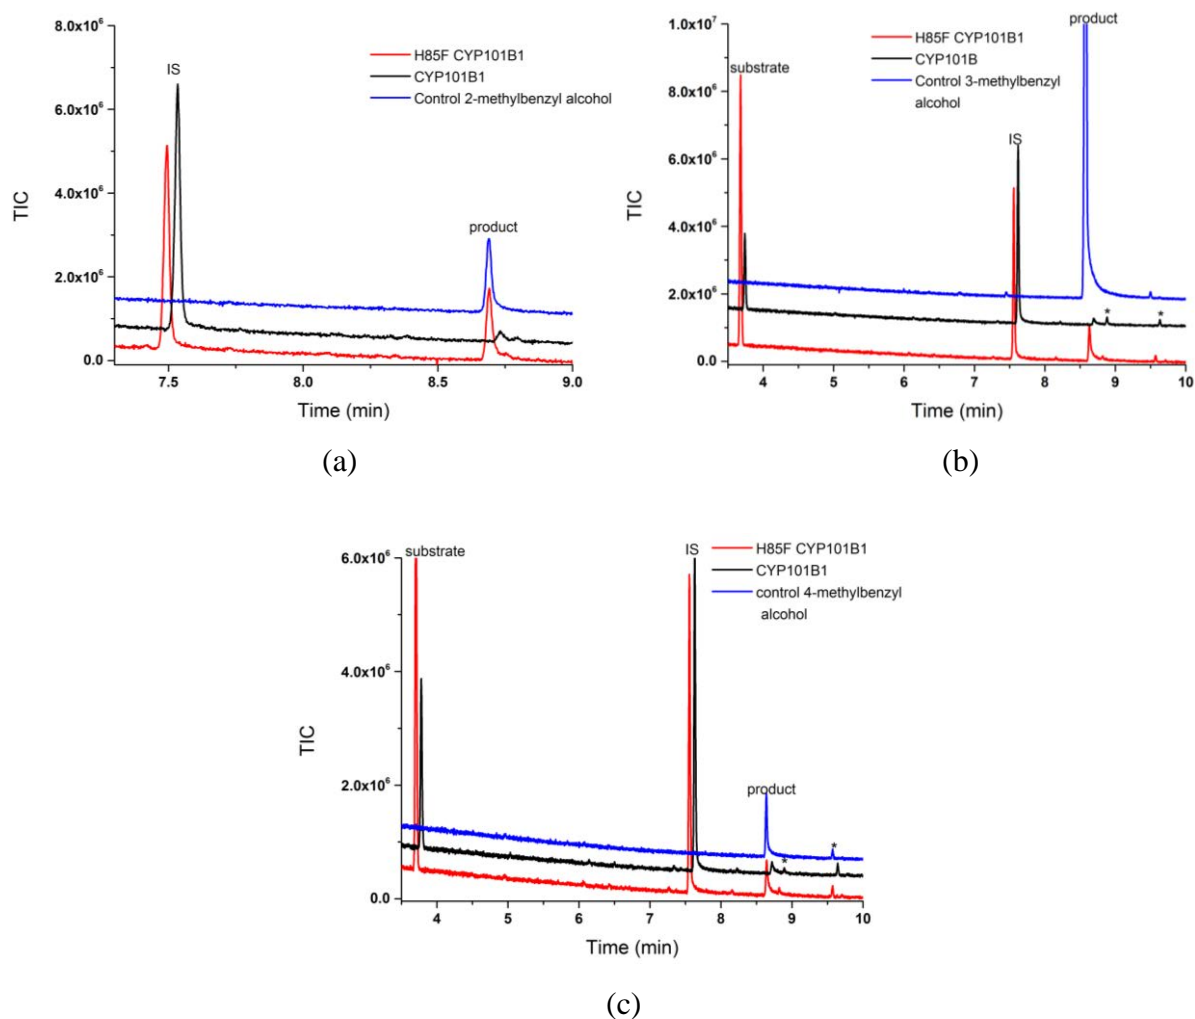 8.0x10⁶
6.0x10⁶
4.0x10⁶
2.0x10⁶
0.0
TIC
IS
product
H85F CYP101B1
CYP101B1
Control 2-methylbenzyl alcohol
7.5
8.0
8.5
9.0
Time (min)
(a)
1.0x10⁷
8.0x10⁶
6.0x10⁶
4.0x10⁶
2.0x10⁶
0.0
TIC
substrate
IS
product
H85F CYP101B1
CYP101B
Control 3-methylbenzyl
alcohol
*
*
4
5
6
7
8
9
10
Time (min)
(b)
6.0x10⁶
4.0x10⁶
2.0x10⁶
0.0
TIC
substrate
IS
product
H85F CYP101B1
CYP101B1
control 4-methylbenzyl
alcohol
*
*
4
5
6
7
8
9
10
Time (min)
(c)